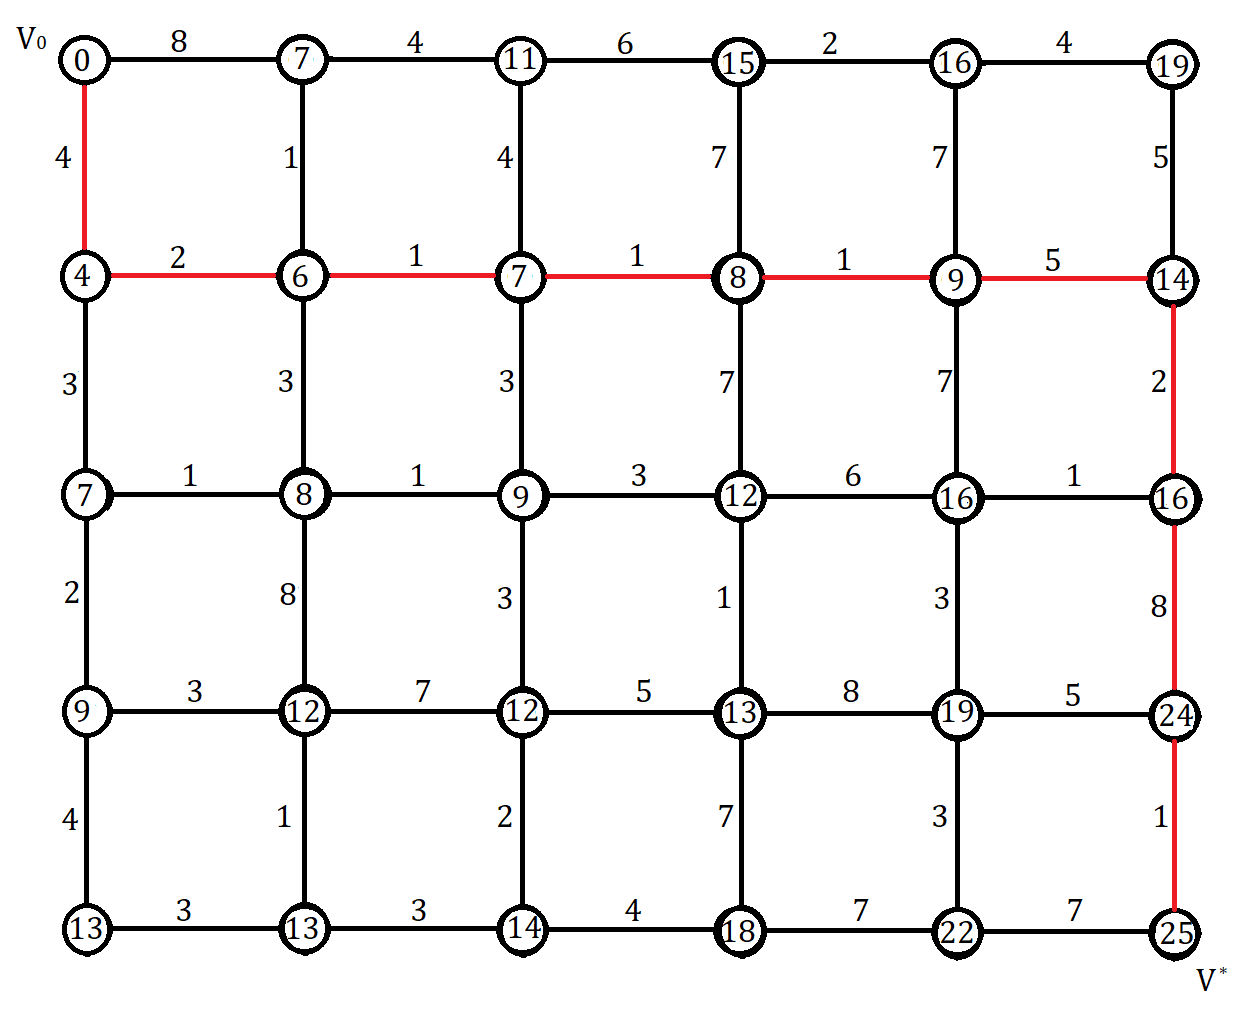 V₀ 0 8 7 4 11 6 15 2 16 4 19
4 1 4 7 7 5
4 2 6 1 7 1 8 1 9 5 14
3 3 3 7 7 2
7 1 8 1 9 3 12 6 16 1 16
2 8 3 1 3 8
9 3 12 7 12 5 13 8 19 5 24
4 1 2 7 3 1
13 3 13 3 14 4 18 7 22 7 25
V*